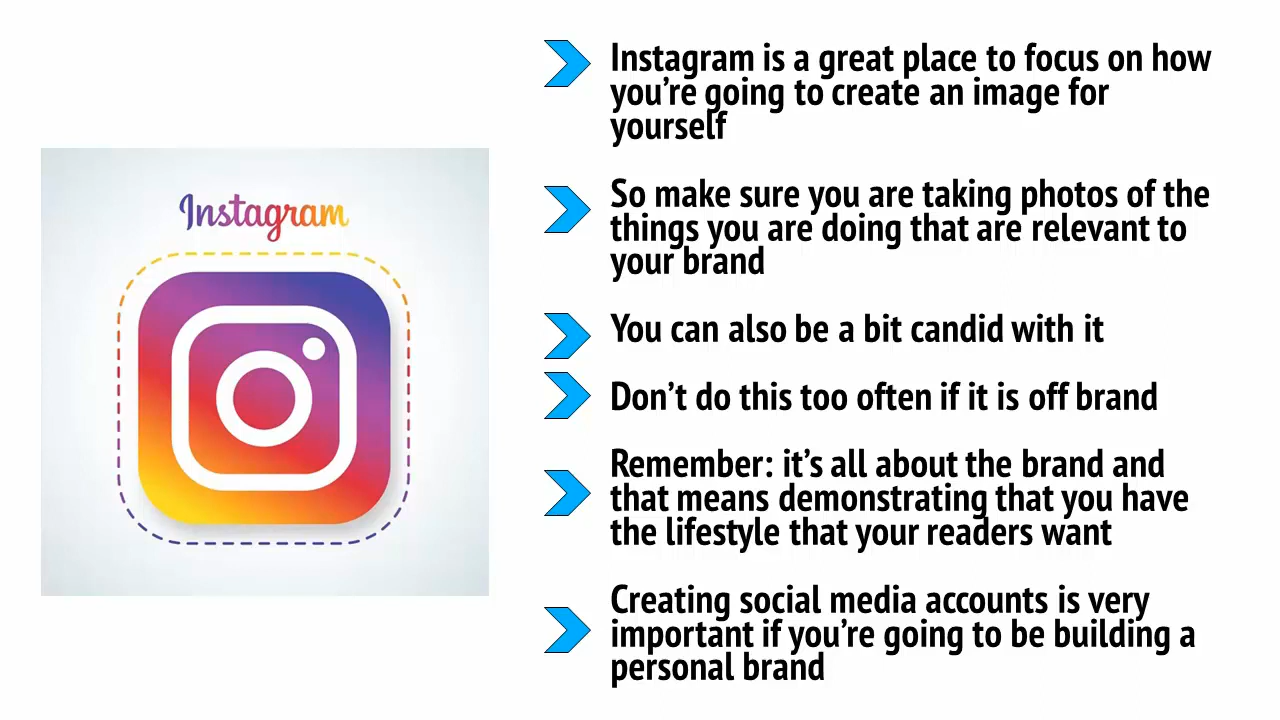 Instagram
Instagram is a great place to focus on how
you’re going to create an image for
yourself
So make sure you are taking photos of the
things you are doing that are relevant to
your brand
You can also be a bit candid with it
Don’t do this too often if it is off brand
Remember: it’s all about the brand and
that means demonstrating that you have
the lifestyle that your readers want
Creating social media accounts is very
important if you’re going to be building a
personal brand